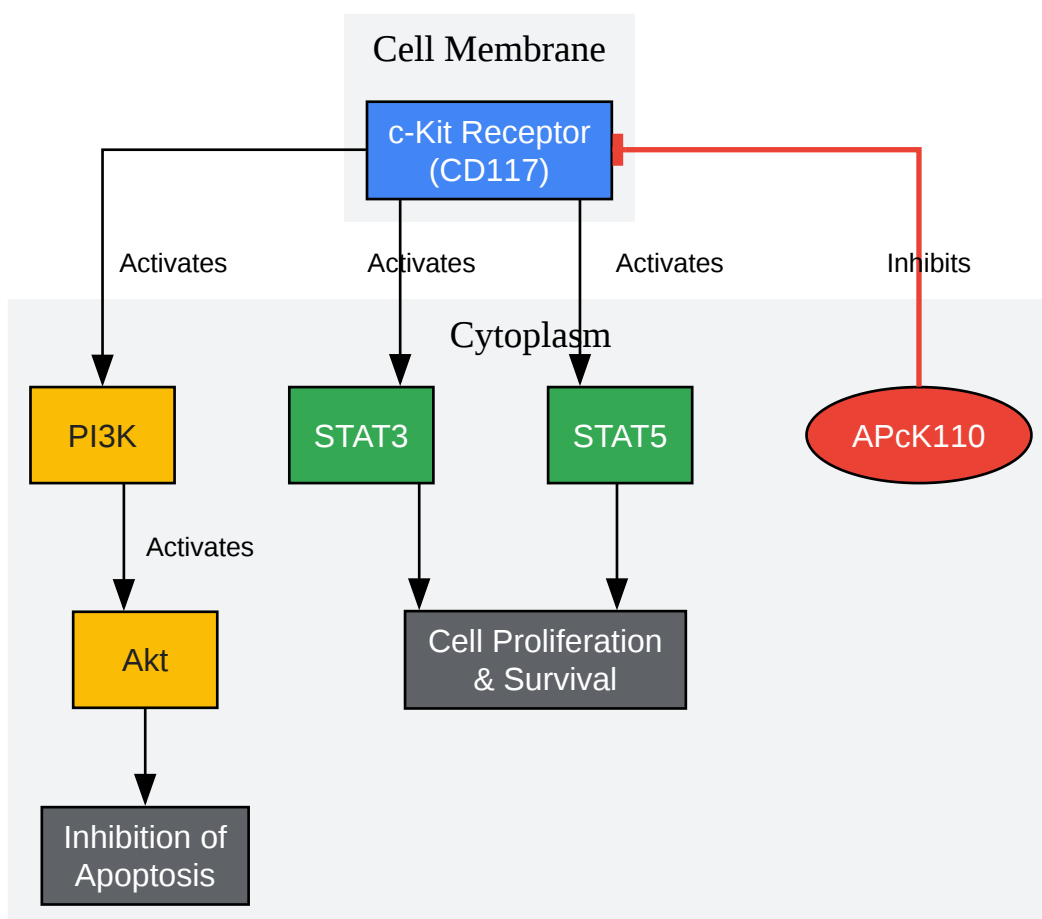 Cell Membrane
c-Kit Receptor
(CD117)
Activates
Activates
Activates
Inhibits
Cytoplasm
PI3K
STAT3
STAT5
APcK110
Activates
Akt
Cell Proliferation
& Survival
Inhibition of
Apoptosis